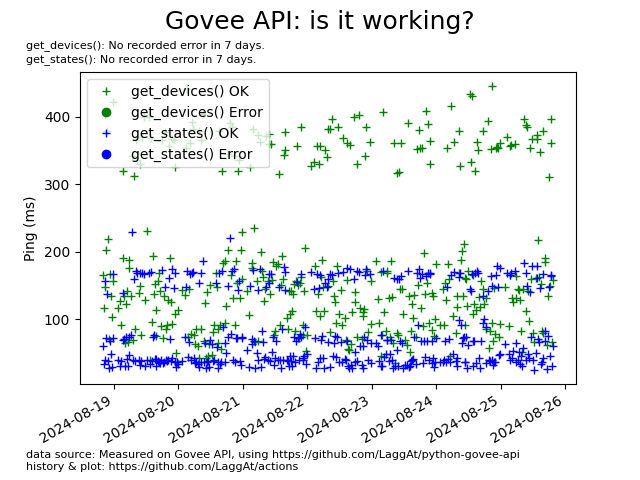 Govee API: is it working?
get_devices(): No recorded error in 7 days.
get_states(): No recorded error in 7 days.
get_devices() OK
get_devices() Error
get_states() OK
get_states() Error
Ping (ms)
400
300
200
100
2024-08-19
2024-08-20
2024-08-21
2024-08-22
2024-08-23
2024-08-24
2024-08-25
2024-08-26
data source: Measured on Govee API, using https://github.com/LaggAt/python-govee-api
history & plot: https://github.com/LaggAt/actions